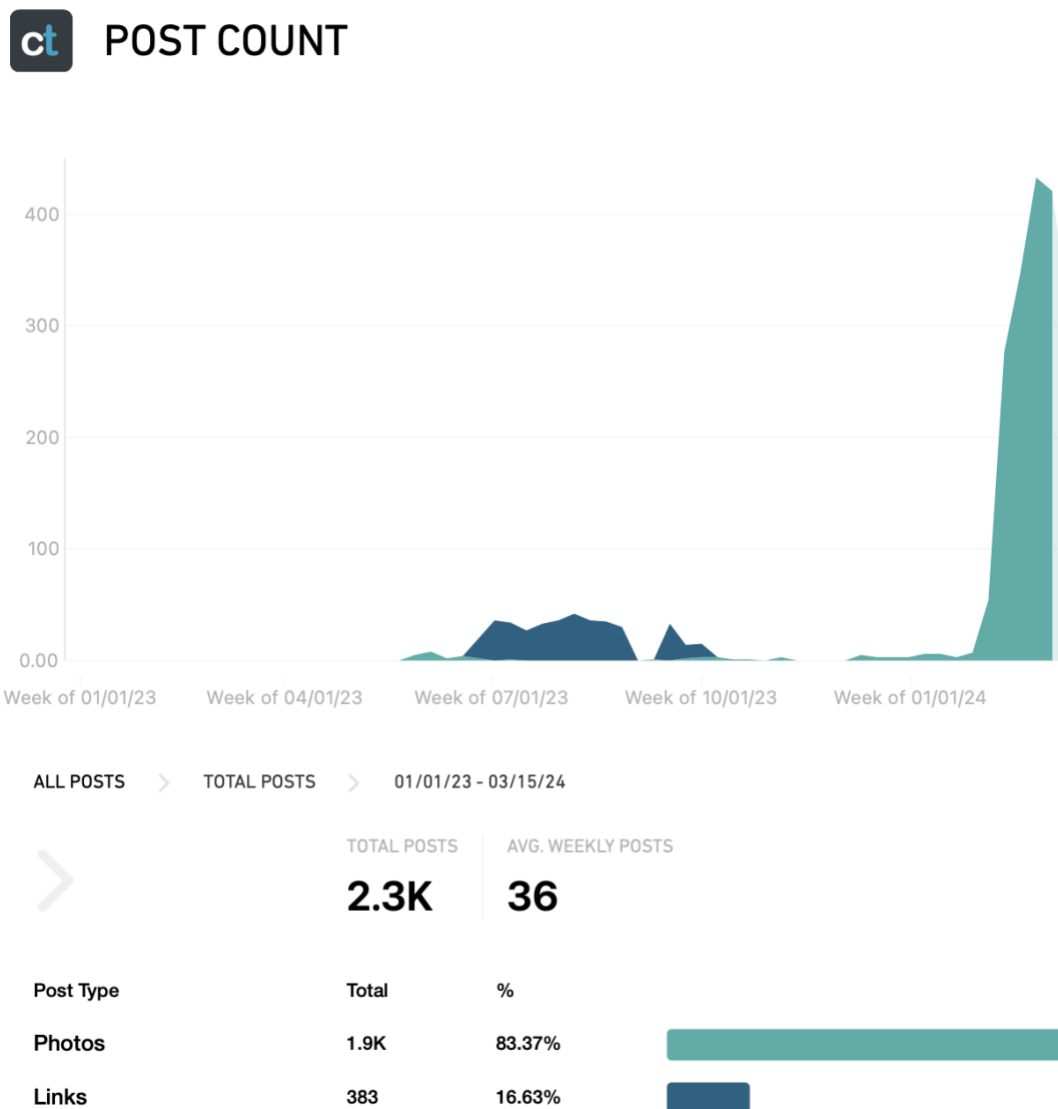 ct POST COUNT
400
300
200
100
0.00
Week of 01/01/23 Week of 04/01/23 Week of 07/01/23 Week of 10/01/23 Week of 01/01/24
ALL POSTS TOTAL POSTS 01/01/23 - 03/15/24
TOTAL POSTS AVG. WEEKLY POSTS
2.3K 36
Post Type Total %
Photos 1.9K 83.37%
Links 383 16.63%